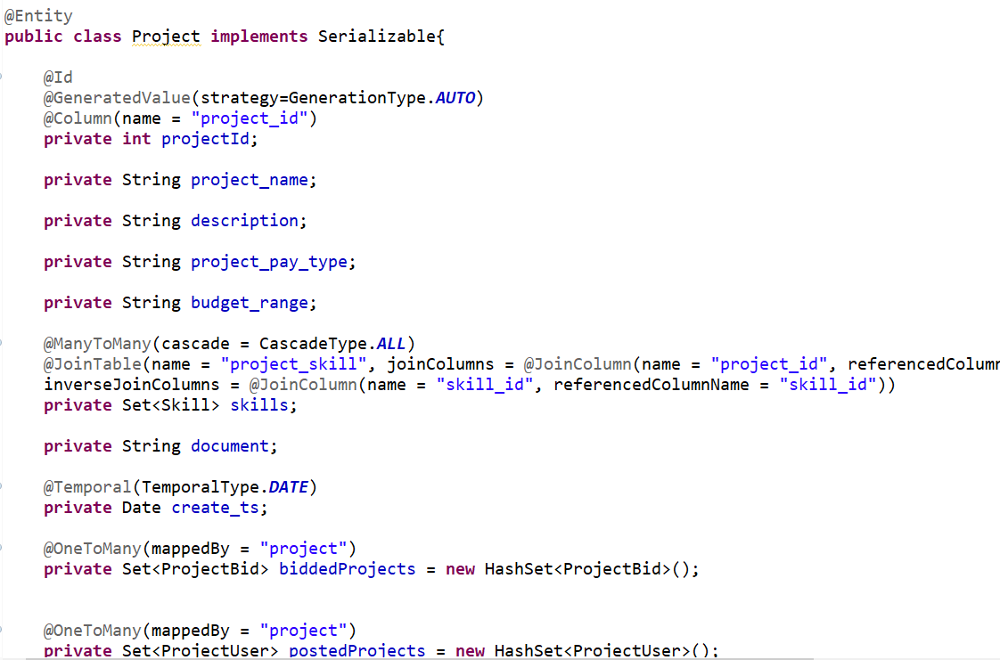 @Entity
public class Project implements Serializable{
@Id
@GeneratedValue(strategy=GenerationType.AUTO)
@Column(name = "project_id")
private int projectId;
private String project_name;
private String description;
private String project_pay_type;
private String budget_range;
@ManyToMany(cascade = CascadeType.ALL)
@JoinTable(name = "project_skill", joinColumns = @JoinColumn(name = "project_id",
inverseJoinColumns = @JoinColumn(name = "skill_id", referencedColumnName = "skill_id"))
private Set<Skill> skills;
private String document;
@Temporal(TemporalType.DATE)
private Date create_ts;
@OneToMany(mappedBy = "project")
private Set<ProjectBid> biddedProjects = new HashSet<ProjectBid>();
@OneToMany(mappedBy = "project")
private Set<ProjectUser> postedProjects = new HashSet<ProjectUser>();